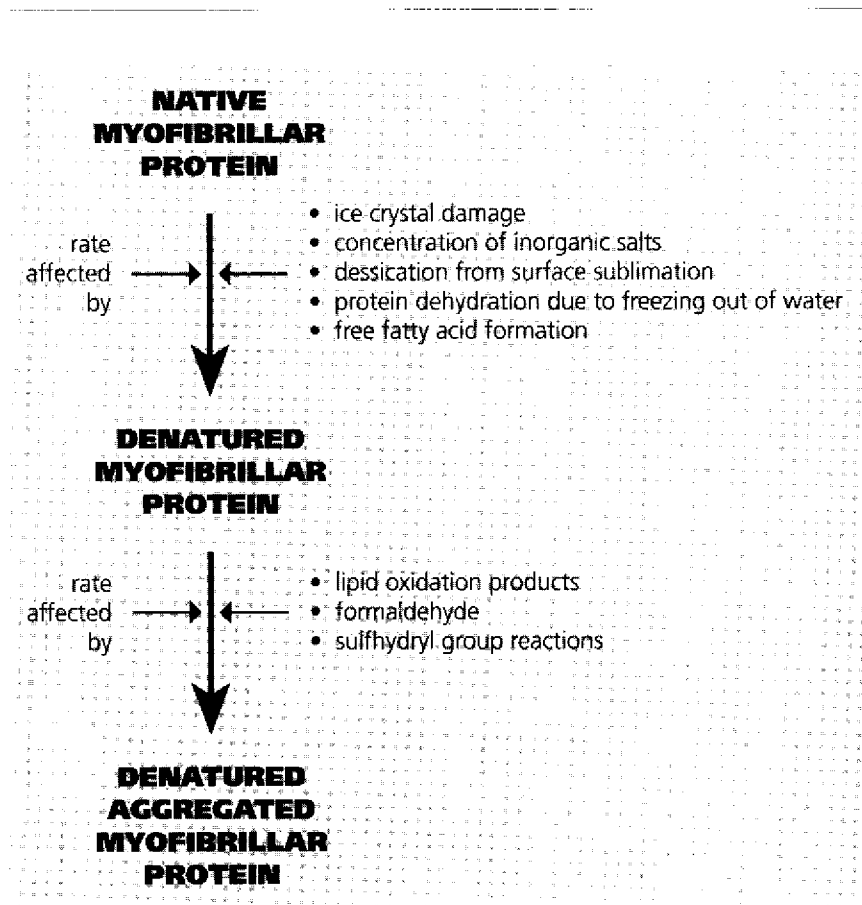 NATIVE
MYOFIBRILLAR
PROTEIN
rate
affected
by
• ice crystal damage
• concentration of inorganic salts
• dessication from surface sublimation
• protein dehydration due to freezing out of water
• free fatty acid formation
DENATURED
MYOFIBRILLAR
PROTEIN
rate
affected
by
• lipid oxidation products
• formaldehyde
• sulfhydryl group reactions
DENATURED
AGGREGATED
MYOFIBRILLAR
PROTEIN